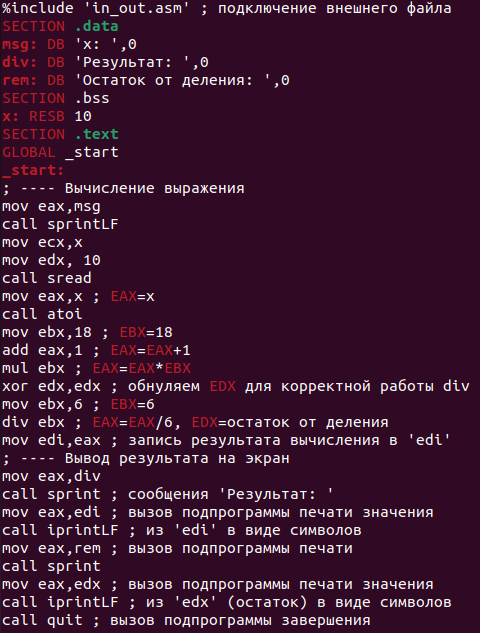 %include 'in_out.asm' ; подключение внешнего файла
SECTION .data
msg: DB 'x: ',0
div: DB 'Результат: ',0
rem: DB 'Остаток от деления: ',0
SECTION .bss
x: RESB 10
SECTION .text
GLOBAL _start
_start:
; ---- Вычисление выражения
mov eax,msg
call sprintLF
mov ecx,x
mov edx, 10
call sread
mov eax,x ; EAX=x
call atoi
mov ebx,18 ; EBX=18
add eax,1 ; EAX=EAX+1
mul ebx ; EAX=EAX*EBX
xor edx,edx ; обнуляем EDX для корректной работы div
mov ebx,6 ; EBX=6
div ebx ; EAX=EAX/6, EDX=остаток от деления
mov edi,eax ; запись результата вычисления в 'edi'
; ---- Вывод результата на экран
mov eax,div
call sprint ; сообщения 'Результат: '
mov eax,edi ; вызов подпрограммы печати значения
call iprintLF ; из 'edi' в виде символов
mov eax,rem ; вызов подпрограммы печати
call sprint
mov eax,edx ; вызов подпрограммы печати значения
call iprintLF ; из 'edx' (остаток) в виде символов
call quit ; вызов подпрограммы завершения